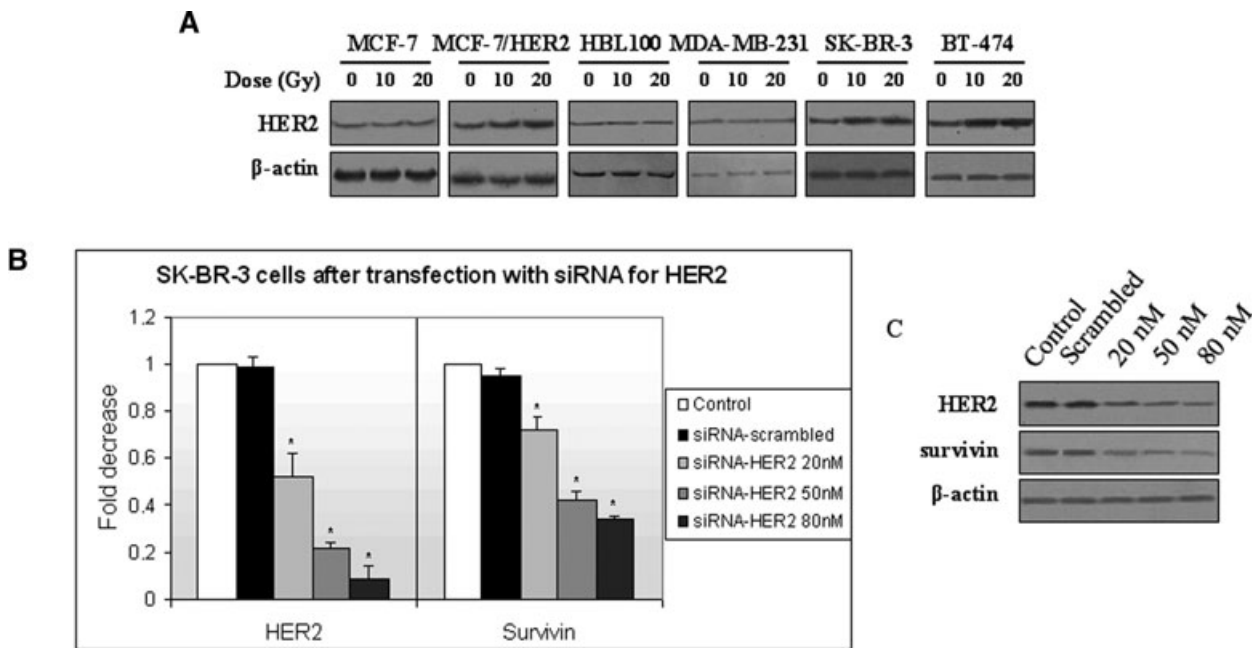 A
MCF-7 MCF-7/HER2 HBL100 MDA-MB-231 SK-BR-3 BT-474
Dose (Gy) 0 10 20 0 10 20 0 10 20 0 10 20 0 10 20 0 10 20
HER2
β-actin
B
SK-BR-3 cells after transfection with siRNA for HER2
Fold decrease
1.2
1
0.8
0.6
0.4
0.2
0
* * * * * *
HER2 Survivin
Control
siRNA-scrambled
siRNA-HER2 20nM
siRNA-HER2 50nM
siRNA-HER2 80nM
C
Control Scrambled 20 nM 50 nM 80 nM
HER2
survivin
β-actin